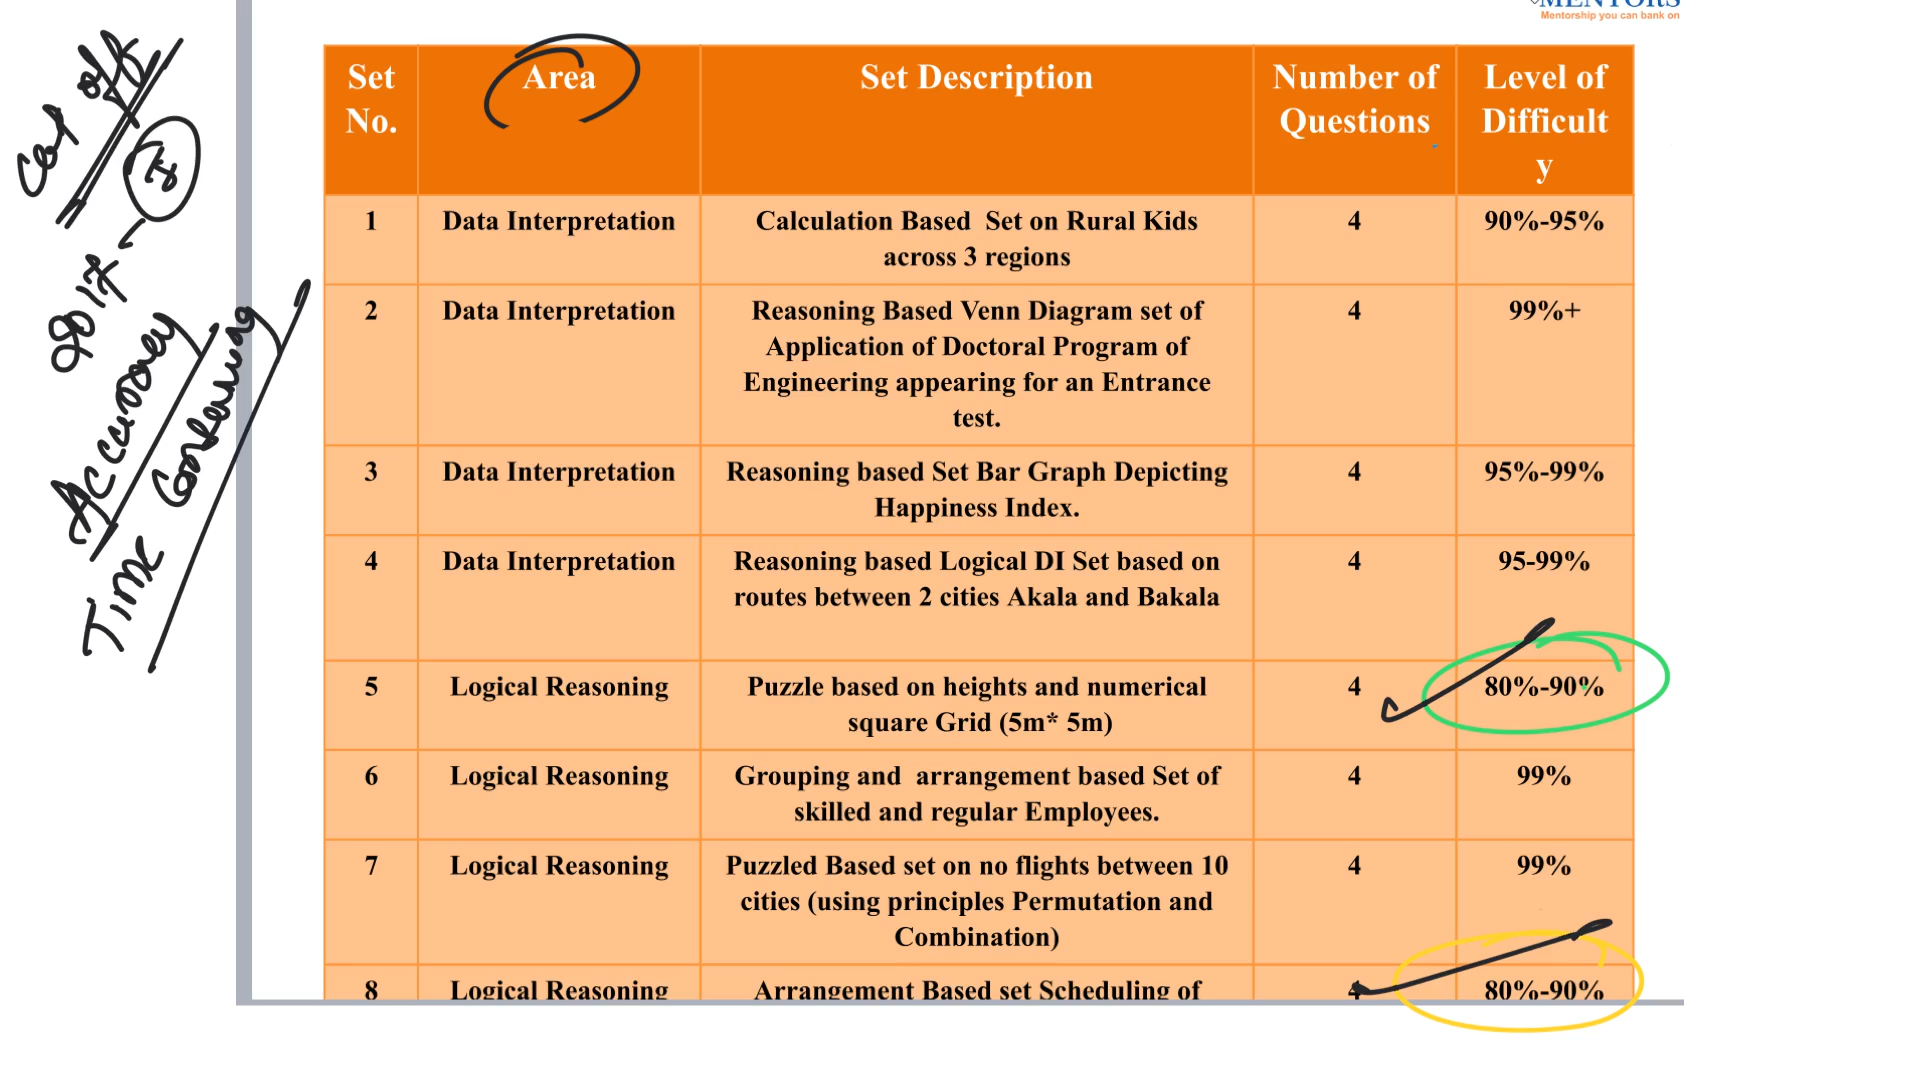 MENTORS
Mentorship you can bank on
Set No.
Area
Set Description
Number of Questions
Level of Difficult
y
1
Data Interpretation
Calculation Based Set on Rural Kids
across 3 regions
4
90%-95%
2
Data Interpretation
Reasoning Based Venn Diagram set of
Application of Doctoral Program of
Engineering appearing for an Entrance
test.
4
99%+
3
Data Interpretation
Reasoning based Set Bar Graph Depicting
Happiness Index.
4
95%-99%
4
Data Interpretation
Reasoning based Logical DI Set based on
routes between 2 cities Akala and Bakala
4
95-99%
5
Logical Reasoning
Puzzle based on heights and numerical
square Grid (5m* 5m)
4
80%-90%
6
Logical Reasoning
Grouping and arrangement based Set of
skilled and regular Employees.
4
99%
7
Logical Reasoning
Puzzled Based set on no flights between 10
cities (using principles Permutation and
Combination)
4
99%
8
Logical Reasoning
Arrangement Based set Scheduling of
4
80%-90%
off
2017
Accuracy
Time